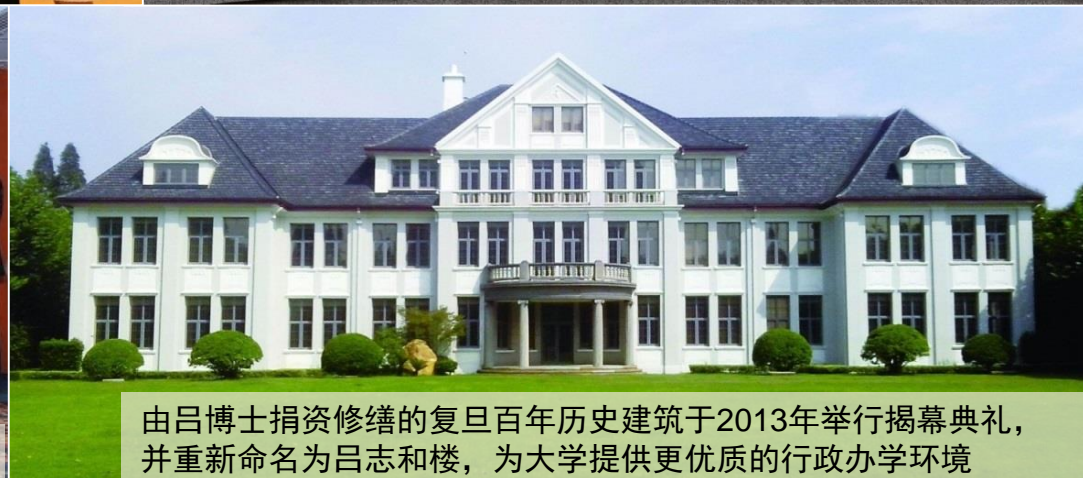 由吕博士捐资修缮的复旦百年历史建筑于2013年举行揭幕典礼，
并重新命名为吕志和楼，为大学提供更优质的行政办学环境